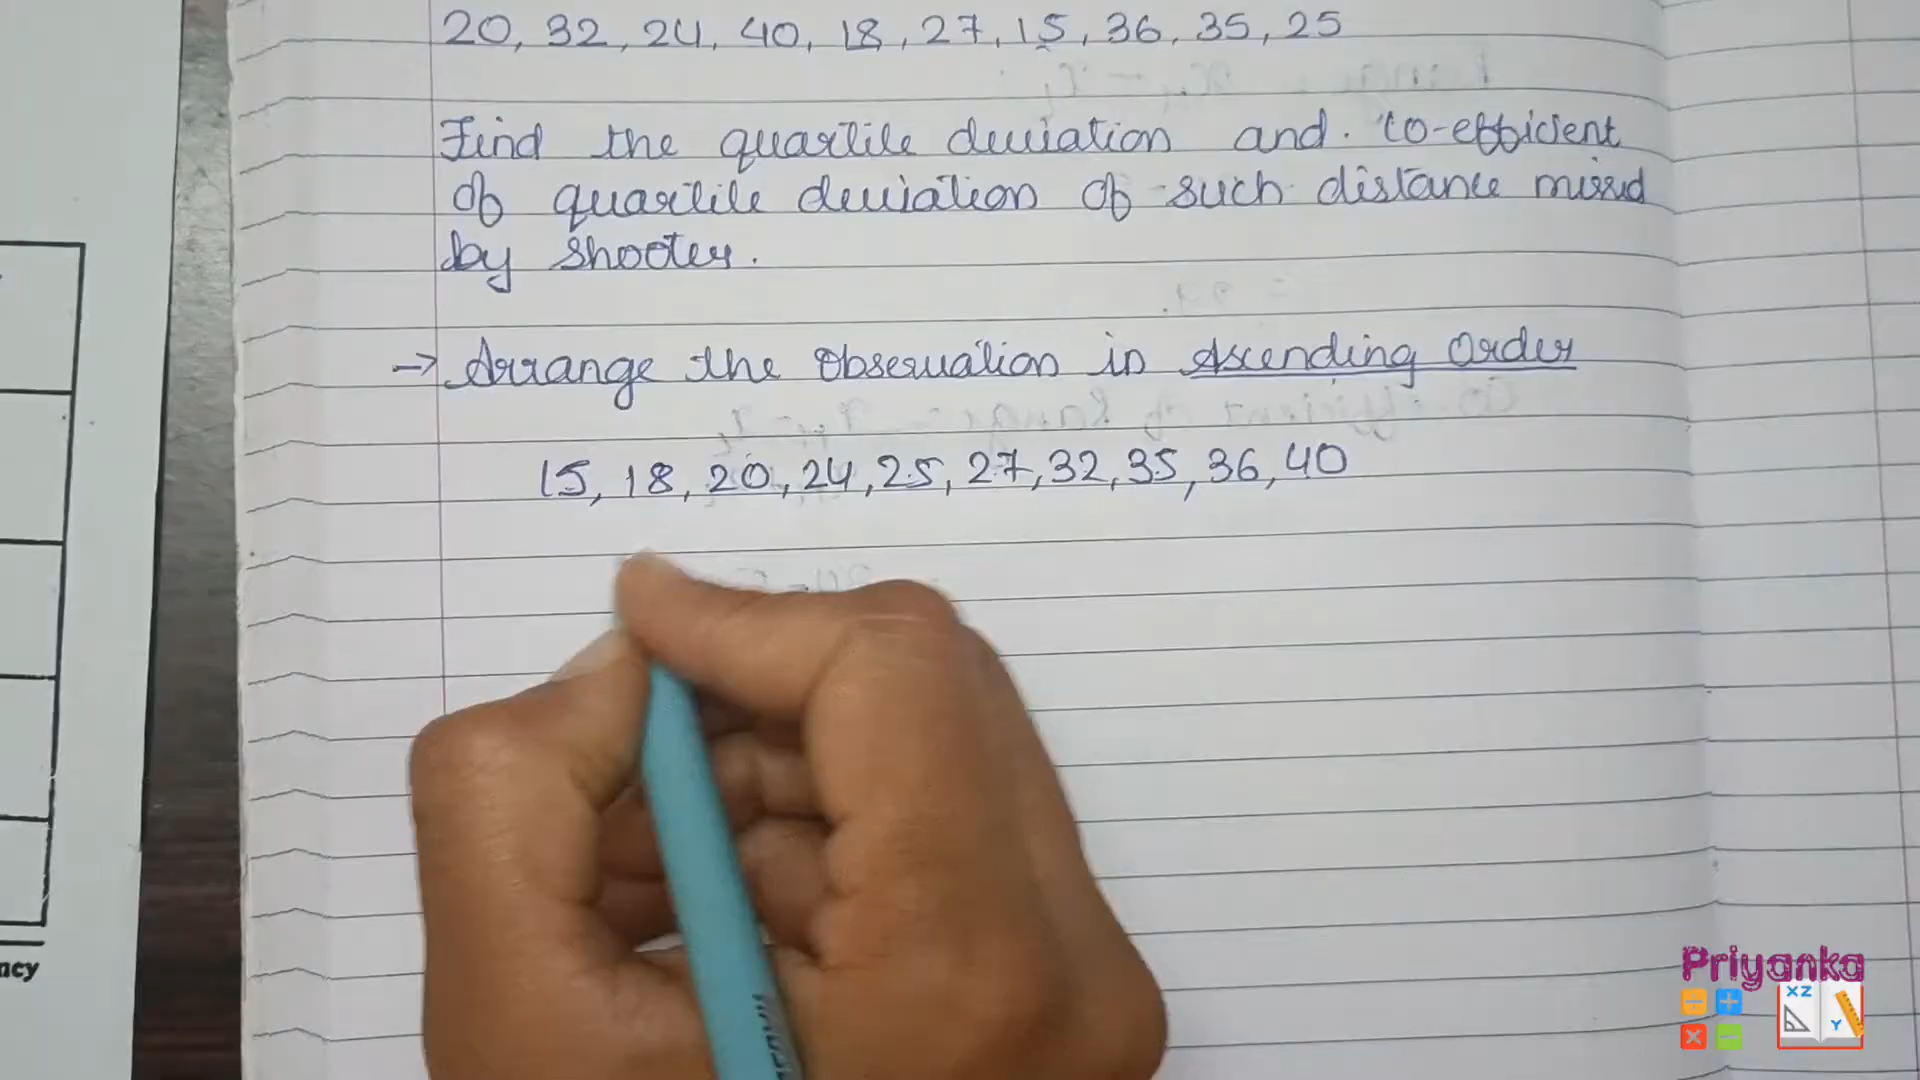 20, 32, 24, 40, 18, 27, 15, 36, 35, 25
Find the quartile deviation and co-efficient
of quartile deviation of such distance missed
by shooter.
→ Arrange the observation in Ascending order
15, 18, 20, 24, 25, 27, 32, 35, 36, 40
ncy
Priyanka
XZ
Y